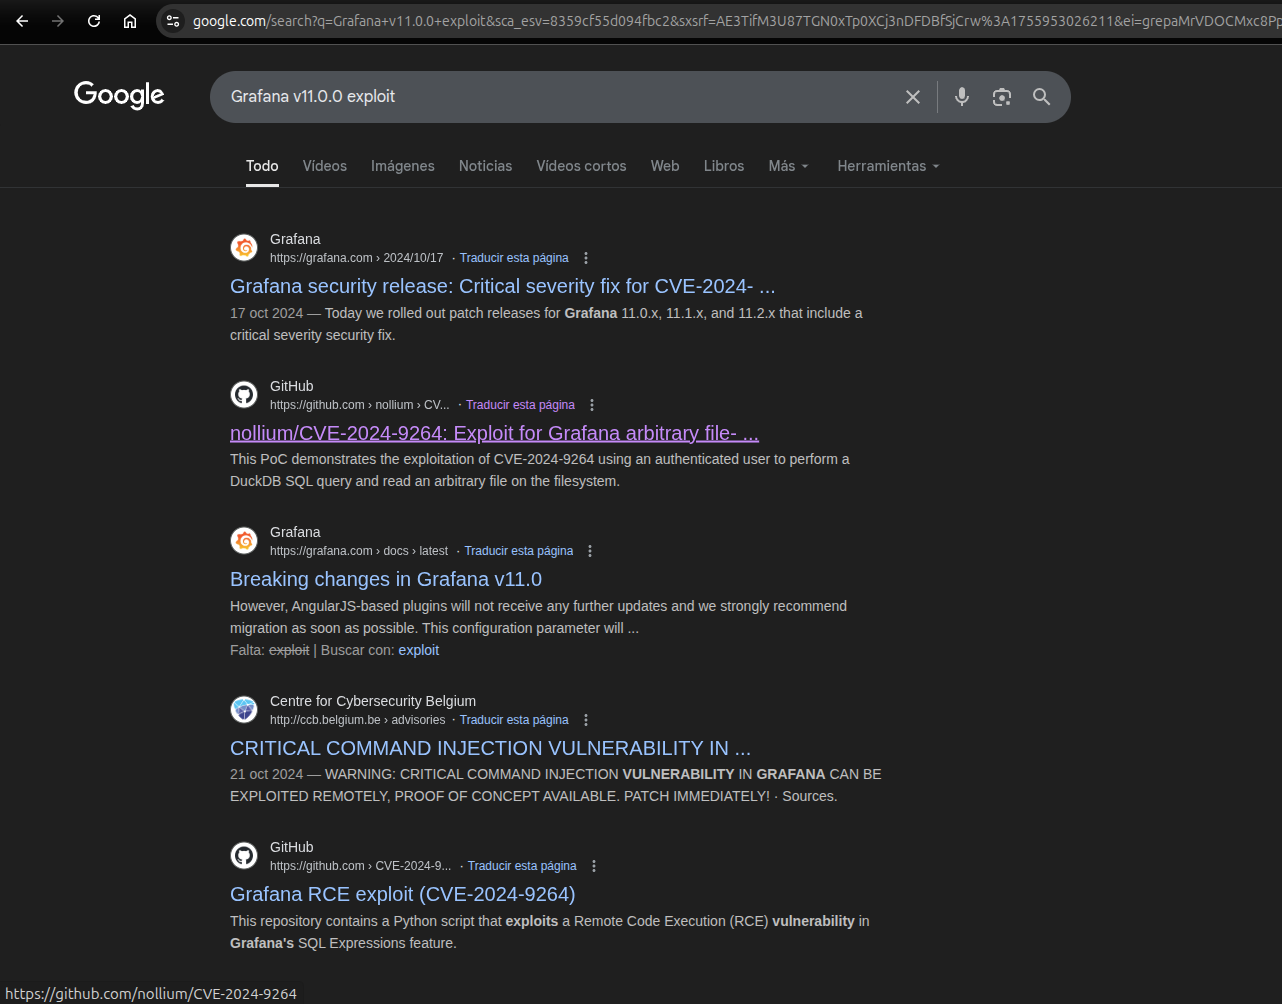 google.com/search?q=Grafana+v11.0.0+exploit&sca_esv=8359cf55d094fbc2&sxsrf=AE3TifM3U87TGN0xTp0XCj3nDFDBfSjCrw%3A1755953026211&ei=grepaMrVDOCMxc8Pp
Google
Grafana v11.0.0 exploit
Todo Vídeos Imágenes Noticias Vídeos cortos Web Libros Más Herramientas
Grafana
https://grafana.com › 2024/10/17 · Traducir esta página
Grafana security release: Critical severity fix for CVE-2024- ...
17 oct 2024 — Today we rolled out patch releases for Grafana 11.0.x, 11.1.x, and 11.2.x that include a
critical severity security fix.
GitHub
https://github.com › nollium › CV... · Traducir esta página
nollium/CVE-2024-9264: Exploit for Grafana arbitrary file- ...
This PoC demonstrates the exploitation of CVE-2024-9264 using an authenticated user to perform a
DuckDB SQL query and read an arbitrary file on the filesystem.
Grafana
https://grafana.com › docs › latest · Traducir esta página
Breaking changes in Grafana v11.0
However, AngularJS-based plugins will not receive any further updates and we strongly recommend
migration as soon as possible. This configuration parameter will ...
Falta: exploit | Buscar con: exploit
Centre for Cybersecurity Belgium
http://ccb.belgium.be › advisories · Traducir esta página
CRITICAL COMMAND INJECTION VULNERABILITY IN ...
21 oct 2024 — WARNING: CRITICAL COMMAND INJECTION VULNERABILITY IN GRAFANA CAN BE
EXPLOITED REMOTELY, PROOF OF CONCEPT AVAILABLE. PATCH IMMEDIATELY! · Sources.
GitHub
https://github.com › CVE-2024-9... · Traducir esta página
Grafana RCE exploit (CVE-2024-9264)
This repository contains a Python script that exploits a Remote Code Execution (RCE) vulnerability in
Grafana's SQL Expressions feature.
https://github.com/nollium/CVE-2024-9264